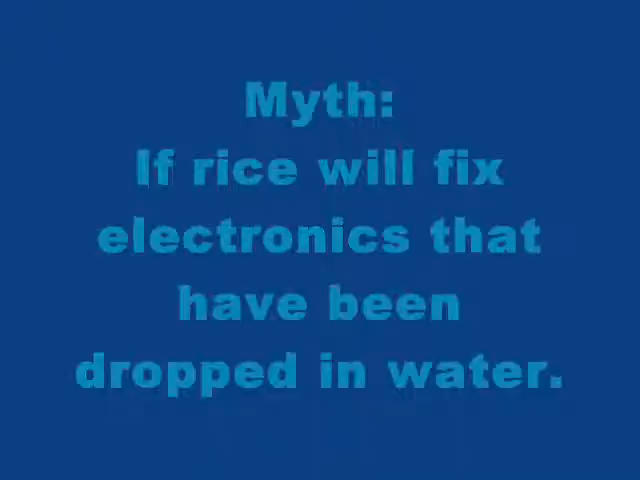 Myth:
If rice will fix
electronics that
have been
dropped in water.